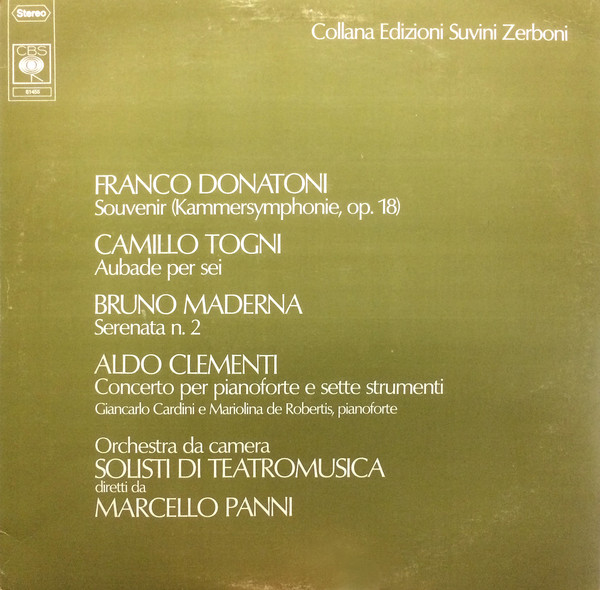 Stereo
CBS
Collana Edizioni Suvini Zerboni
FRANCO DONATONI
Souvenir (Kammersymphonie, op. 18)
CAMILLO TOGNI
Aubade per sei
BRUNO MADERNA
Serenata n. 2
ALDO CLEMENTI
Concerto per pianoforte e sette strumenti
Giancarlo Cardini e Mariolina de Robertis, pianoforte
Orchestra da camera
SOLISTI DI TEATROMUSICA
diretti da
MARCELLO PANNI